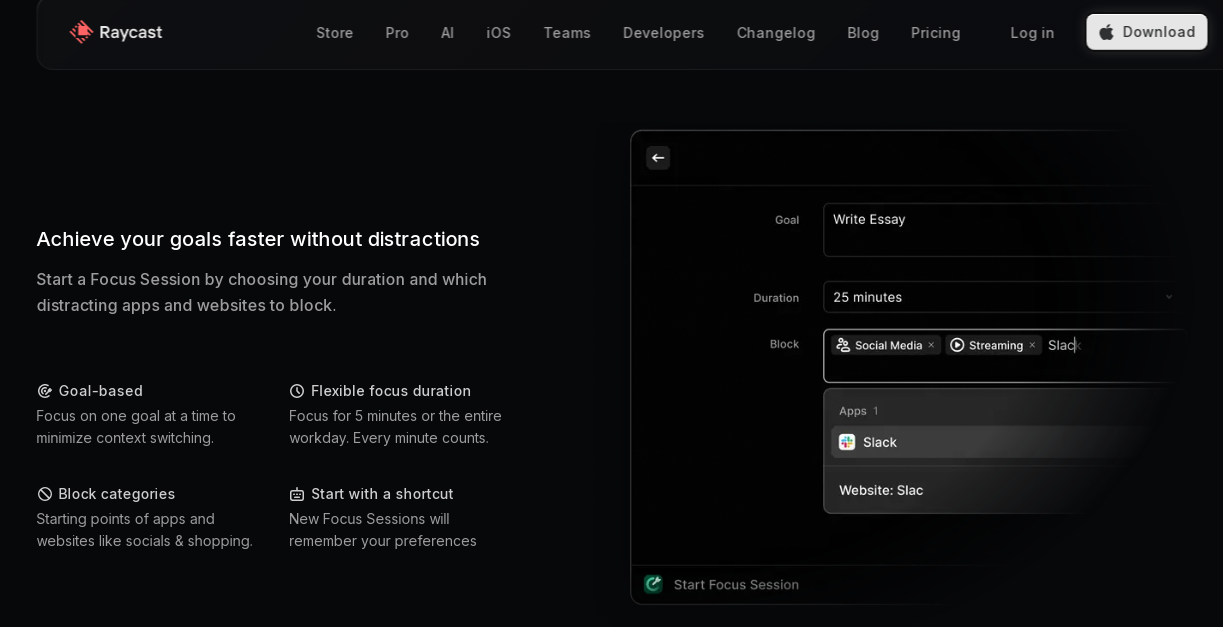 Raycast
Store Pro AI iOS Teams Developers Changelog Blog Pricing Log in Download
Achieve your goals faster without distractions
Start a Focus Session by choosing your duration and which
distracting apps and websites to block.
Goal-based
Focus on one goal at a time to
minimize context switching.
Flexible focus duration
Focus for 5 minutes or the entire
workday. Every minute counts.
Block categories
Starting points of apps and
websites like socials & shopping.
Start with a shortcut
New Focus Sessions will
remember your preferences
Goal Write Essay
Duration 25 minutes
Block Social Media × Streaming × Slack
Apps 1
Slack
Website: Slac
Start Focus Session